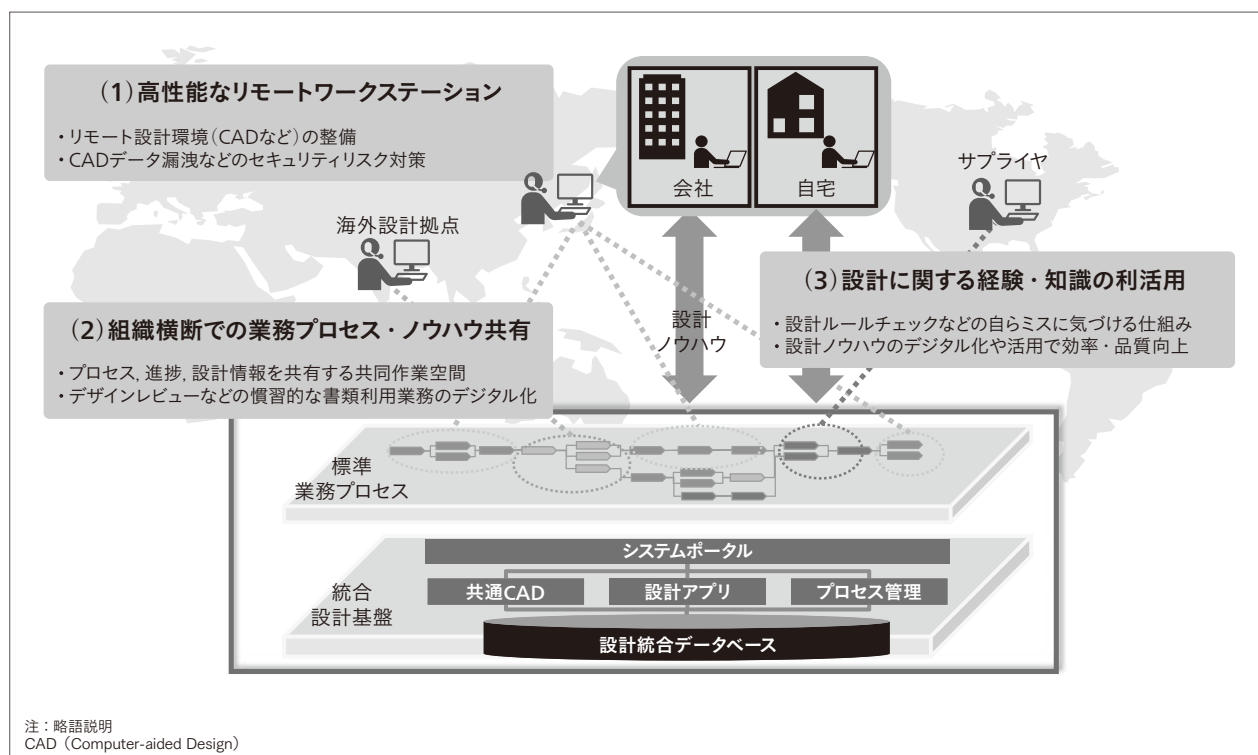 (1)高性能なリモートワークステーション
・リモート設計環境(CADなど)の整備
・CADデータ漏洩などのセキュリティリスク対策
会社
自宅
サプライヤ
海外設計拠点
(2)組織横断での業務プロセス・ノウハウ共有
・プロセス, 進捗, 設計情報を共有する共同作業空間
・デザインレビューなどの慣習的な書類利用業務のデジタル化
設計
ノウハウ
(3)設計に関する経験・知識の利活用
・設計ルールチェックなどの自らミスに気づける仕組み
・設計ノウハウのデジタル化や活用で効率・品質向上
標準
業務プロセス
システムポータル
共通CAD
設計アプリ
プロセス管理
統合
設計基盤
設計統合データベース
注：略語説明
CAD（Computer-aided Design）